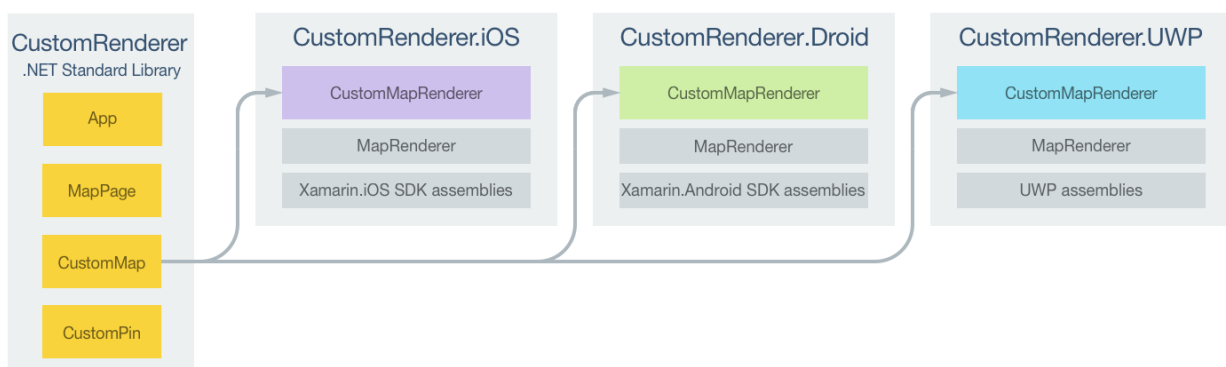 CustomRenderer
.NET Standard Library
App
MapPage
CustomMap
CustomPin
CustomRenderer.iOS
CustomMapRenderer
MapRenderer
Xamarin.iOS SDK assemblies
CustomRenderer.Droid
CustomMapRenderer
MapRenderer
Xamarin.Android SDK assemblies
CustomRenderer.UWP
CustomMapRenderer
MapRenderer
UWP assemblies